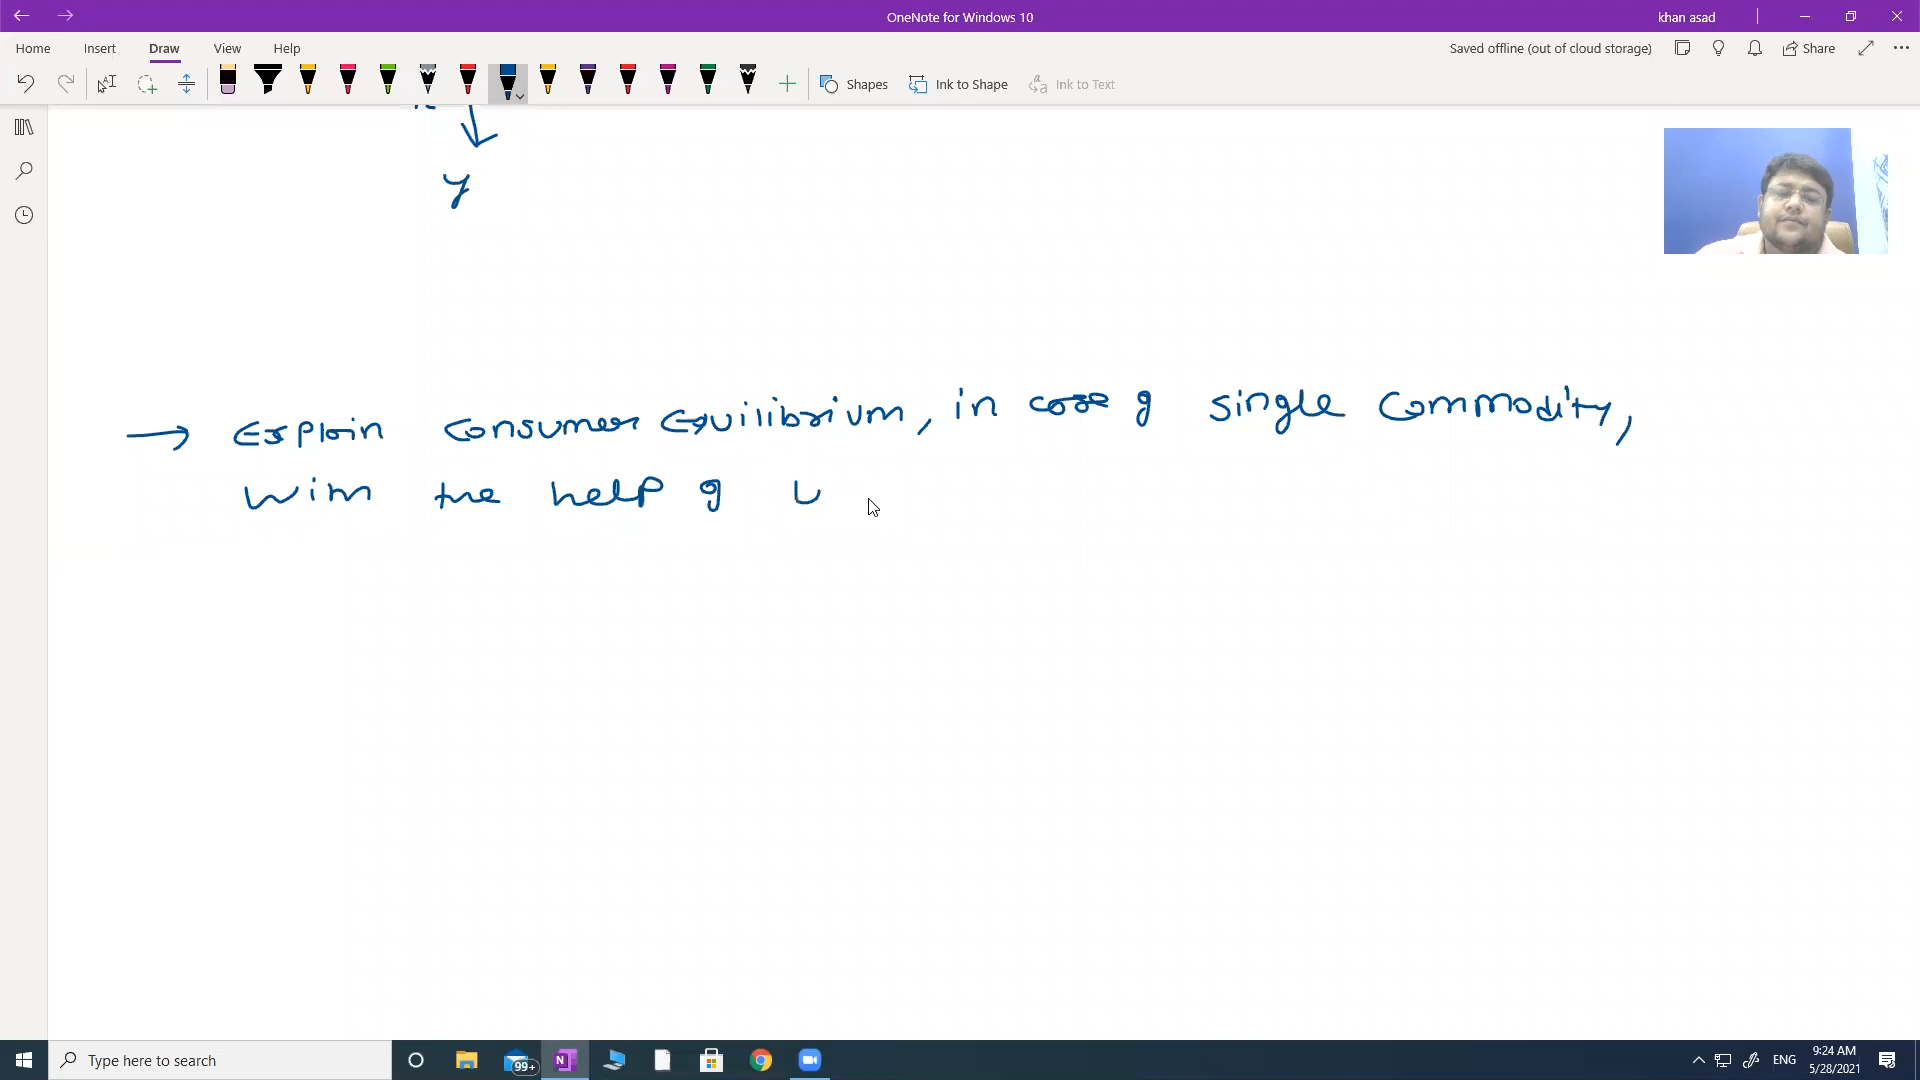 OneNote for Windows 10
khan asad
Home Insert Draw View Help
Saved offline (out of cloud storage)
Share
Shapes
Ink to Shape
Ink to Text
y
→ Explain Consumer Equilibrium, in case of single Commodity,
with the help of U
Type here to search
99+
N
ENG
9:24 AM
5/28/2021